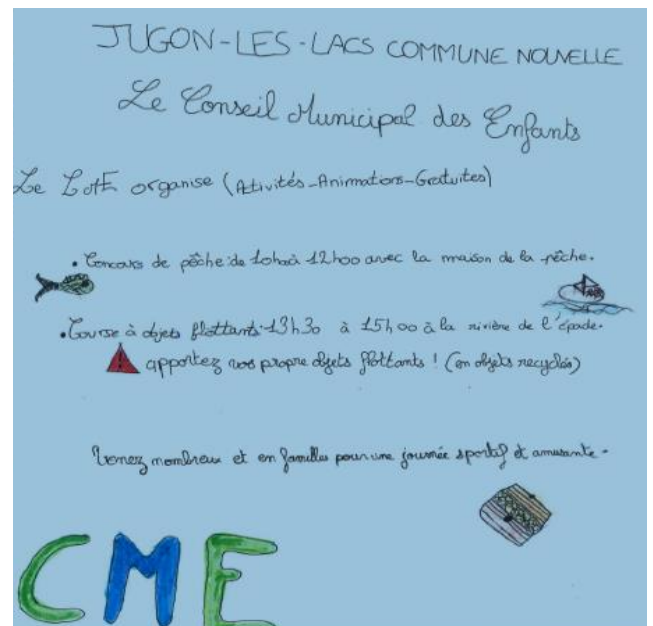 JUGON-LES-LACS COMMUNE NOUVELLE
Le Conseil Municipal des Enfants
Le CME organise (Activités-Animations-Gratuites)
• Concours de pêche de 10h00à 12h00 avec la maison de la pêche.
• Course à objets flottants 13h30 à 15h00 à la rivière de l'épade.
apportez vos propre objets flottants ! (en objets recyclés)
Venez nombreux et en familles pour une journée sportif et amusante.
CME